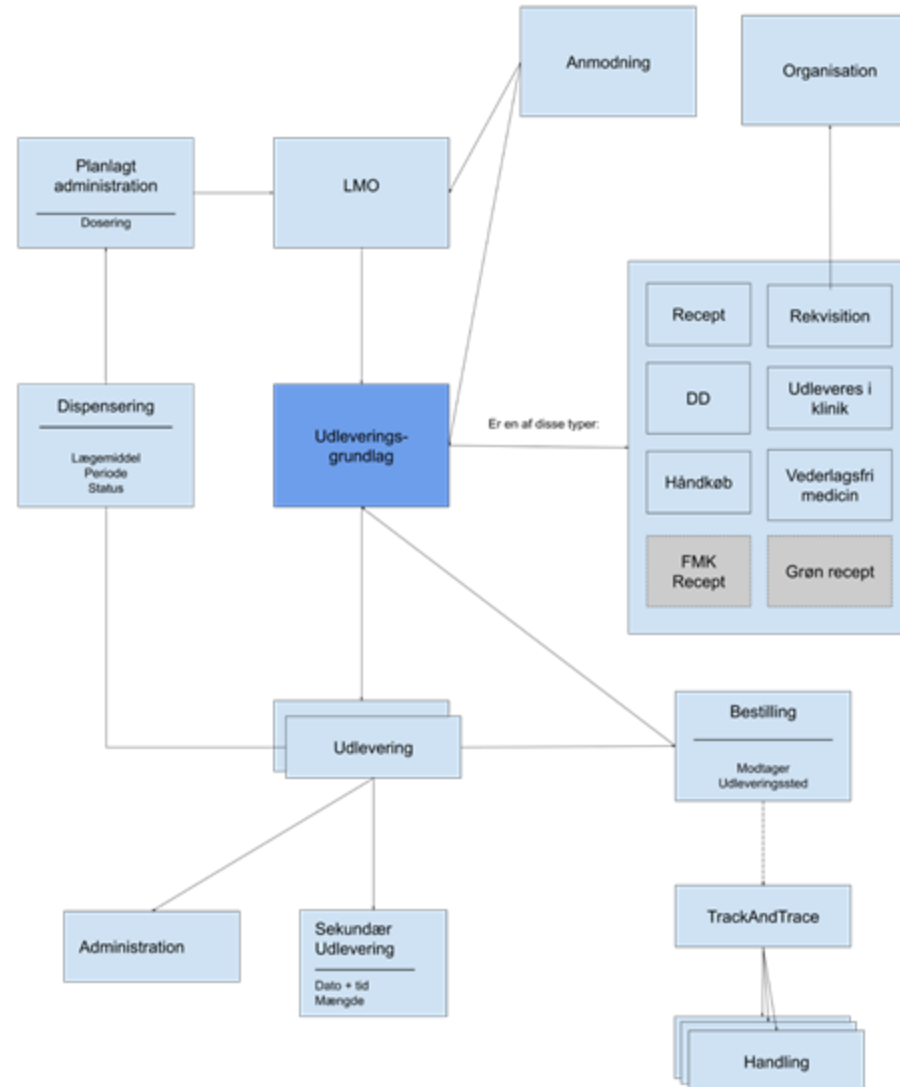 Anmodning
Organisation
Planlagt
administration
Dosering
LMO
Recept
Rekvisition
DD
Udleveres i
klinik
Håndkøb
Vederlagsfri
medicin
FMK
Recept
Grøn recept
Dispensering
Lægemiddel
Periode
Status
Udleverings-
grundlag
Er en af disse typer:
Udlevering
Bestilling
Modtager
Udleveringssted
Administration
Sekundær
Udlevering
Dato + tid
Mængde
TrackAndTrace
Handling